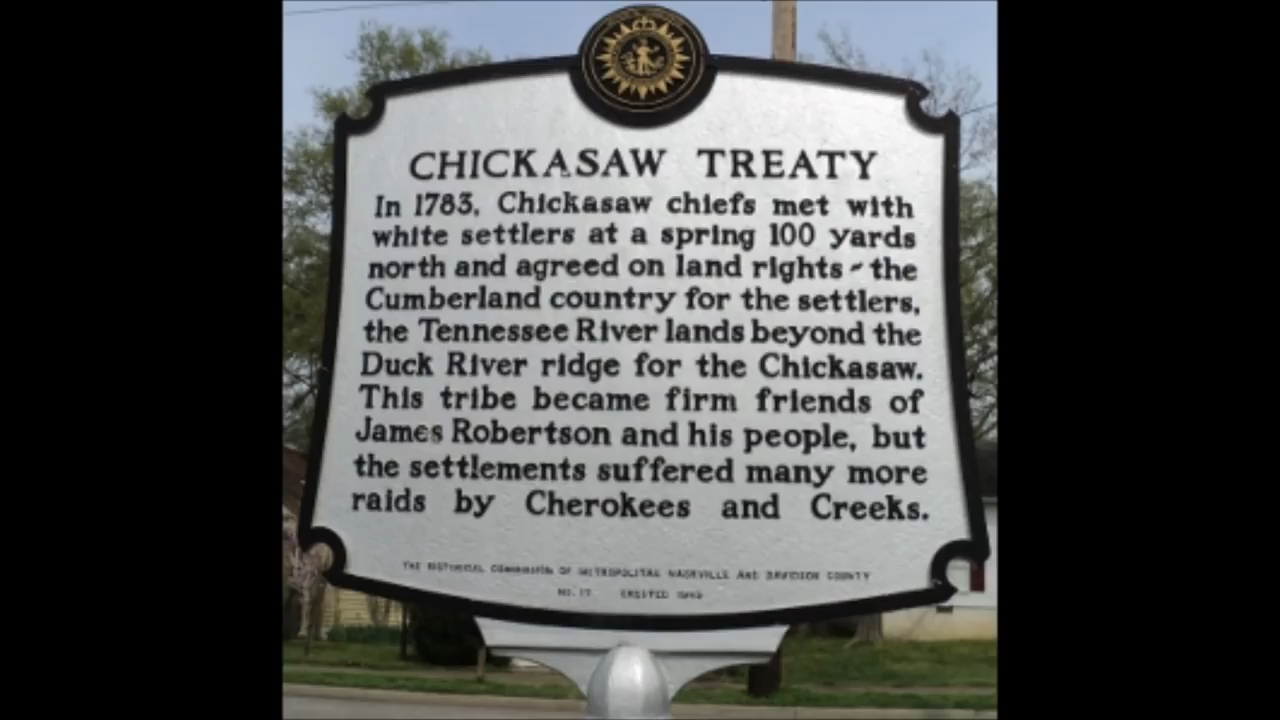 CHICKASAW TREATY
In 1783, Chickasaw chiefs met with
white settlers at a spring 100 yards
north and agreed on land rights - the
Cumberland country for the settlers,
the Tennessee River lands beyond the
Duck River ridge for the Chickasaw.
This tribe became firm friends of
James Robertson and his people, but
the settlements suffered many more
raids by Cherokees and Creeks.
THE HISTORICAL COMMISSION OF METROPOLITAN NASHVILLE AND DAVIDSON COUNTY
NO. 17 ERECTED